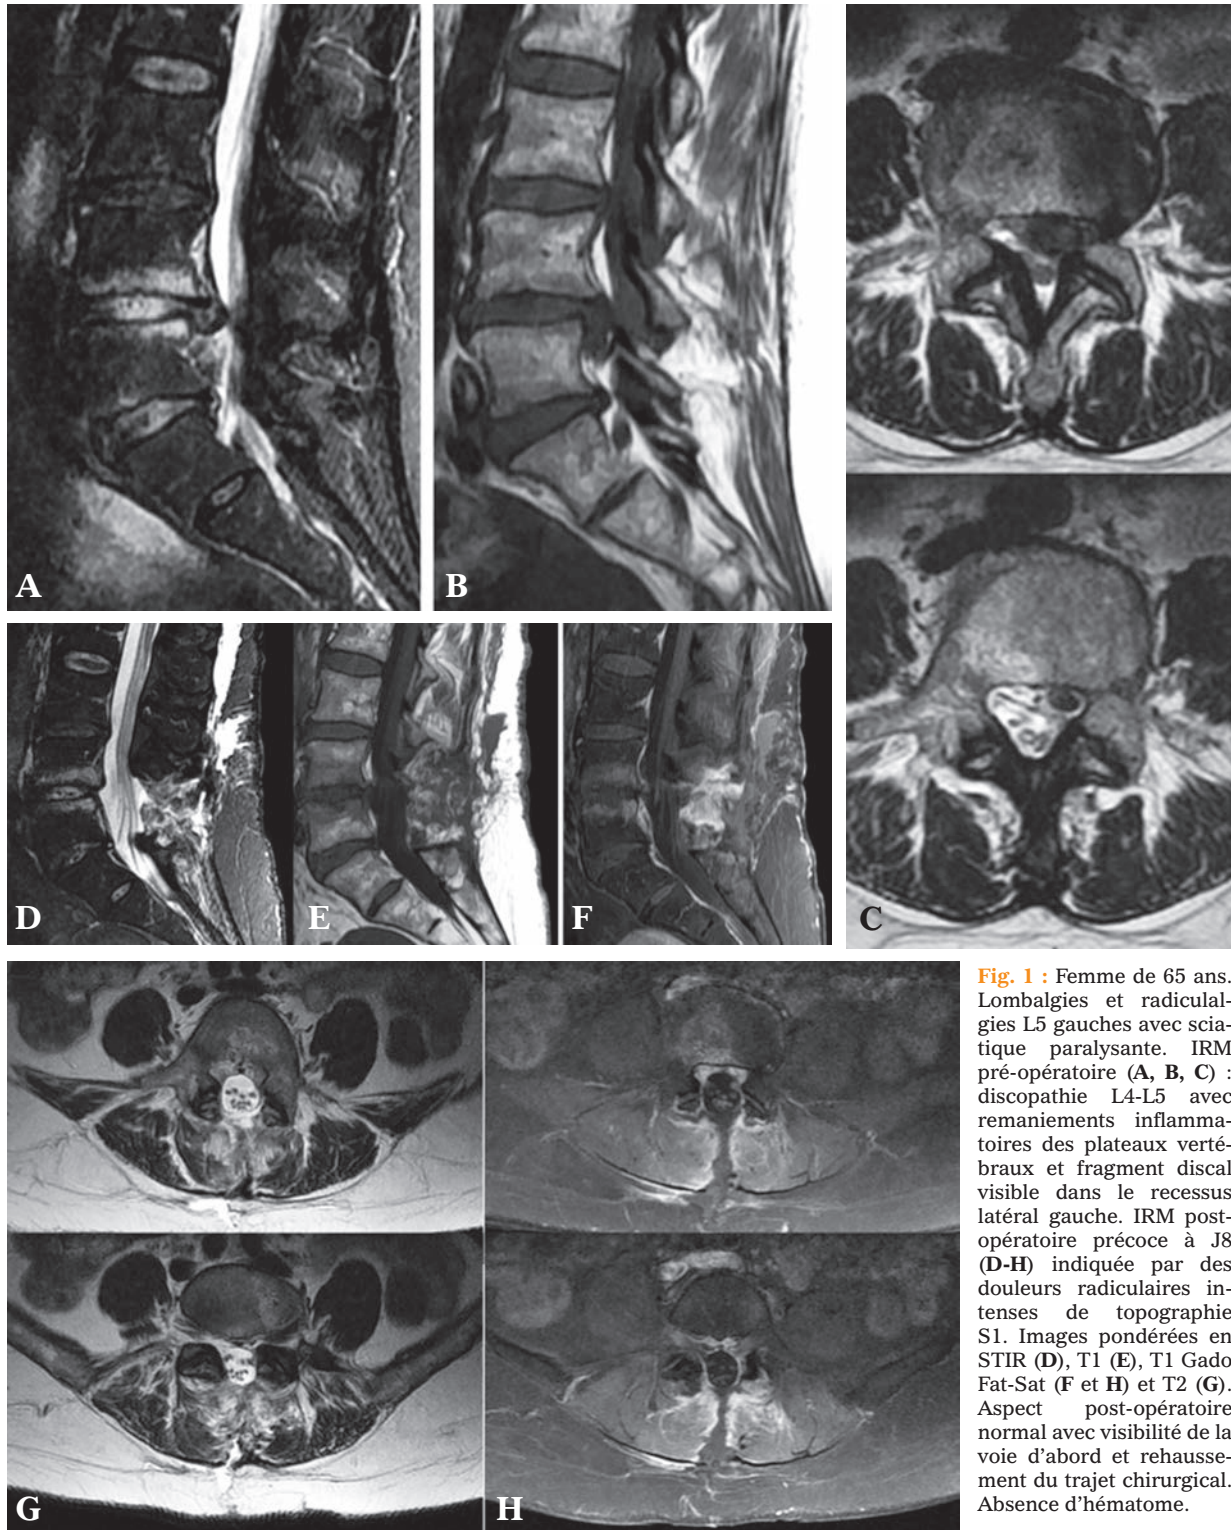 A
B
C
D
E
F
G
H
Fig. 1 : Femme de 65 ans.
Lombalgies et radiculal-
gies L5 gauches avec scia-
tique paralysante. IRM
pré-opératoire (A, B, C) :
discopathie L4-L5 avec
remaniements inflamma-
toires des plateaux verté-
braux et fragment discal
visible dans le recessus
latéral gauche. IRM post-
opératoire précoce à J8
(D-H) indiquée par des
douleurs radiculaires in-
tenses de topographie
S1. Images pondérées en
STIR (D), T1 (E), T1 Gado
Fat-Sat (F et H) et T2 (G).
Aspect post-opératoire
normal avec visibilité de la
voie d'abord et rehausse-
ment du trajet chirurgical.
Absence d'hématome.